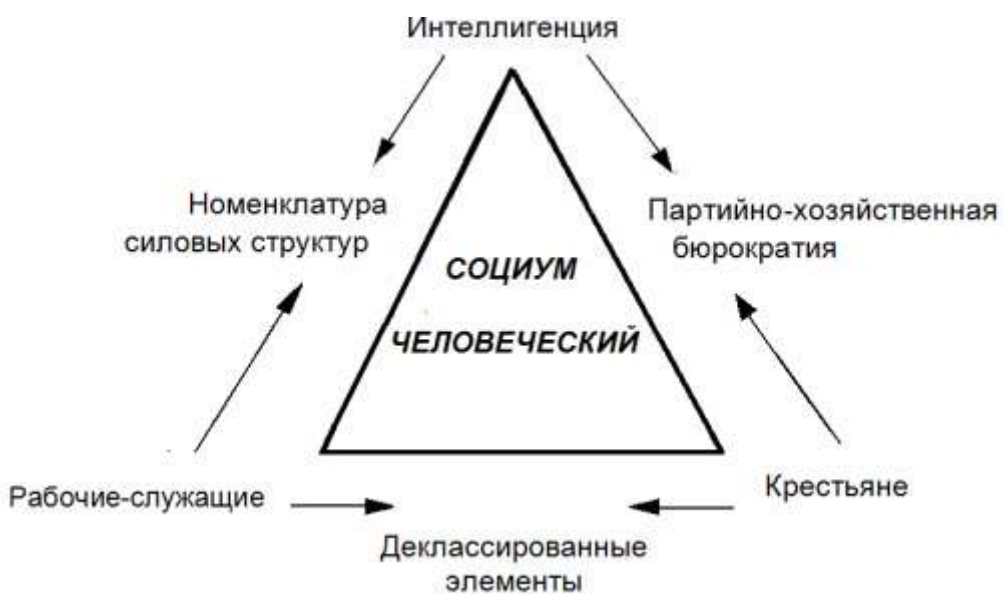 Интеллигенция
Номенклатура
силовых структур
Партийно-хозяйственная
бюрократия
СОЦИУМ
ЧЕЛОВЕЧЕСКИЙ
Рабочие-служащие
Крестьяне
Деклассированные
элементы